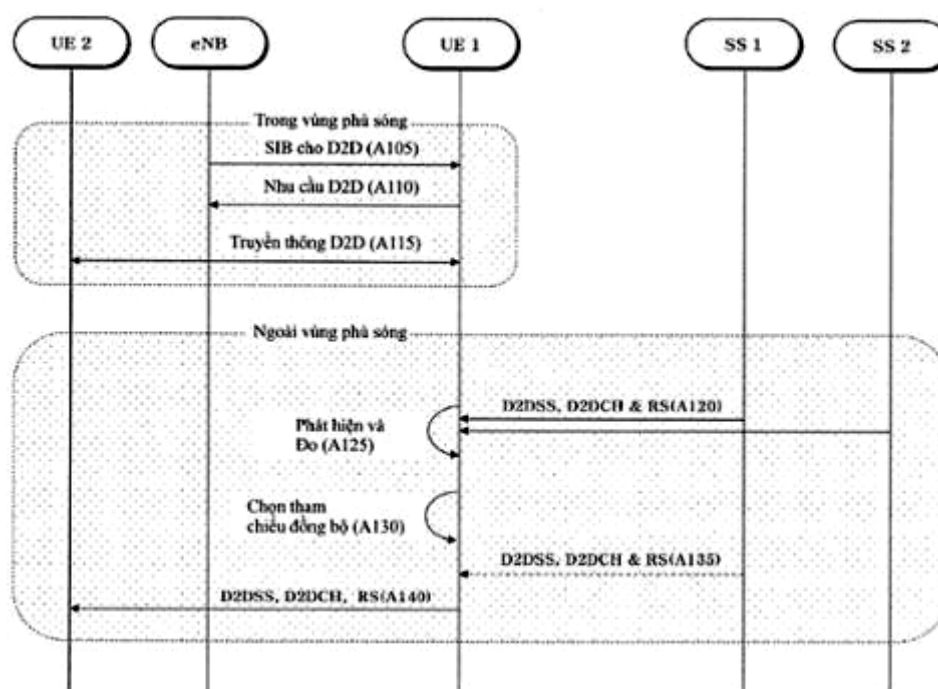 UE 2
eNB
UE 1
SS 1
SS 2
Trong vùng phủ sóng
SIB cho D2D (A105)
Nhu cầu D2D (A110)
Truyền thông D2D (A115)
Ngoài vùng phủ sóng
D2DSS, D2DCH & RS(A120)
Phát hiện và
Đo (A125)
Chọn tham
chiếu đồng bộ (A130)
D2DSS, D2DCH & RS(A135)
D2DSS, D2DCH, RS(A140)